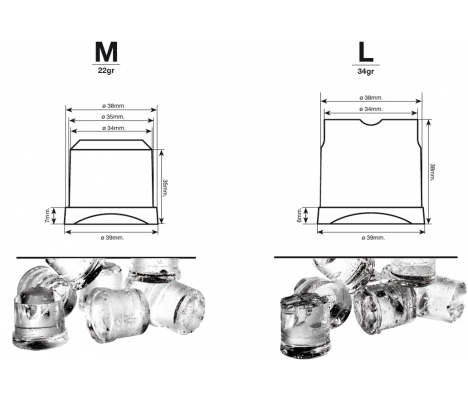 M
22gr
ø 38mm.
ø 35mm.
ø 34mm.
35mm.
7mm.
ø 39mm.
L
34gr
ø 38mm.
ø 34mm.
38mm.
6mm.
ø 39mm.